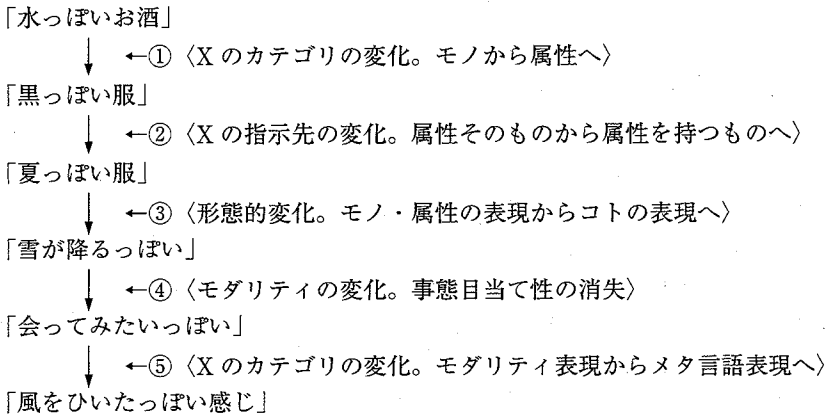 「水っぽいお酒」
←①〈Xのカテゴリの変化。モノから属性へ〉
「黒っぽい服」
←②〈Xの指示先の変化。属性そのものから属性を持つものへ〉
「夏っぽい服」
←③〈形態的変化。モノ・属性の表現からコトの表現へ〉
「雪が降るっぽい」
←④〈モダリティの変化。事態目当て性の消失〉
「会ってみたいっぽい」
←⑤〈Xのカテゴリの変化。モダリティ表現からメタ言語表現へ〉
「風をひいたっぽい感じ」